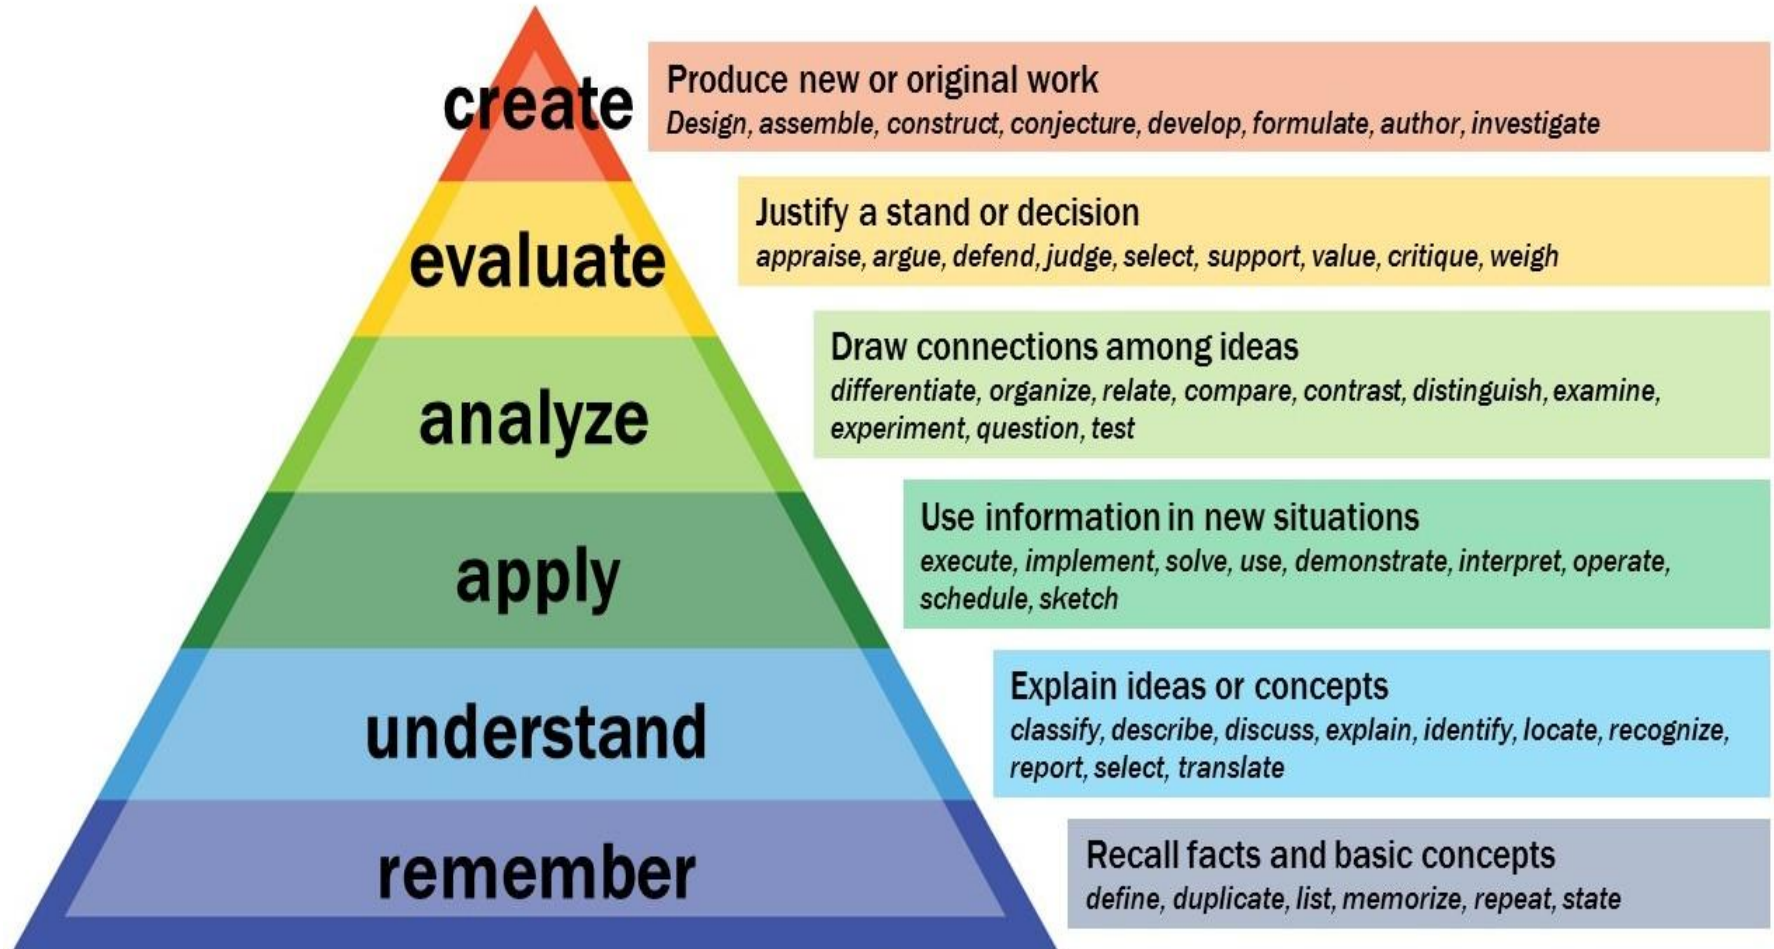 create
Produce new or original work
Design, assemble, construct, conjecture, develop, formulate, author, investigate
evaluate
Justify a stand or decision
appraise, argue, defend, judge, select, support, value, critique, weigh
analyze
Draw connections among ideas
differentiate, organize, relate, compare, contrast, distinguish, examine,
experiment, question, test
apply
Use information in new situations
execute, implement, solve, use, demonstrate, interpret, operate,
schedule, sketch
understand
Explain ideas or concepts
classify, describe, discuss, explain, identify, locate, recognize,
report, select, translate
remember
Recall facts and basic concepts
define, duplicate, list, memorize, repeat, state